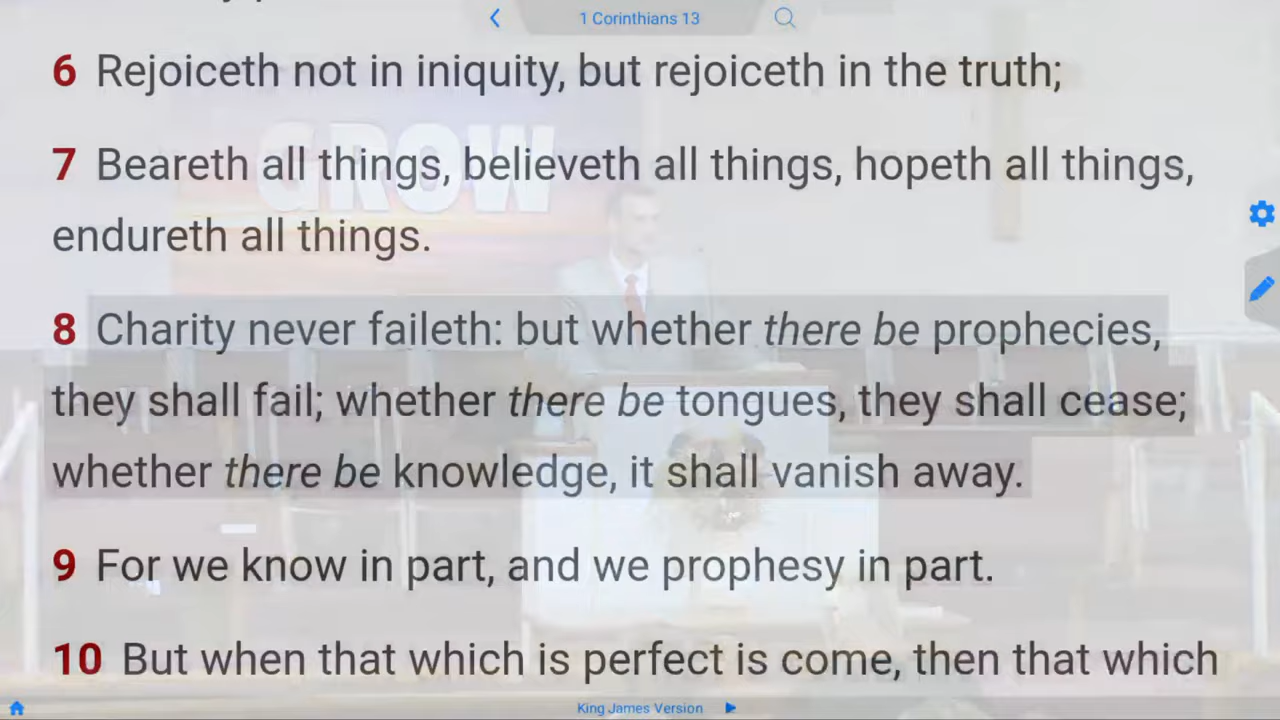 1 Corinthians 13
6 Rejoiceth not in iniquity, but rejoiceth in the truth;
GROW
7 Beareth all things, believeth all things, hopeth all things,
endureth all things.
8 Charity never faileth: but whether there be prophecies,
they shall fail; whether there be tongues, they shall cease;
whether there be knowledge, it shall vanish away.
9 For we know in part, and we prophesy in part.
10 But when that which is perfect is come, then that which
King James Version